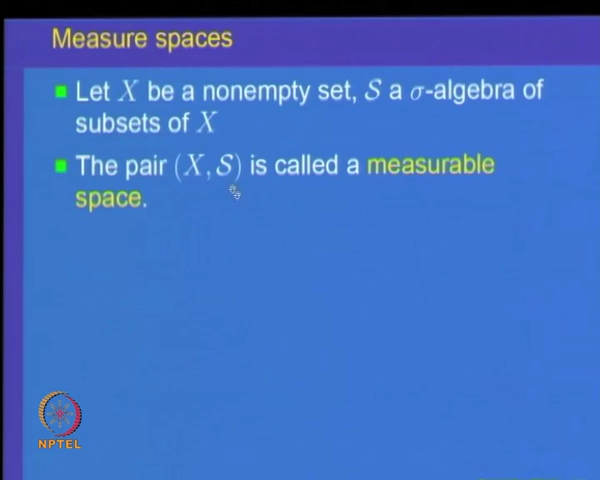 Measure spaces
Let X be a nonempty set, 𝒮 a σ-algebra of
subsets of X
The pair (X, 𝒮) is called a measurable
space.
NPTEL